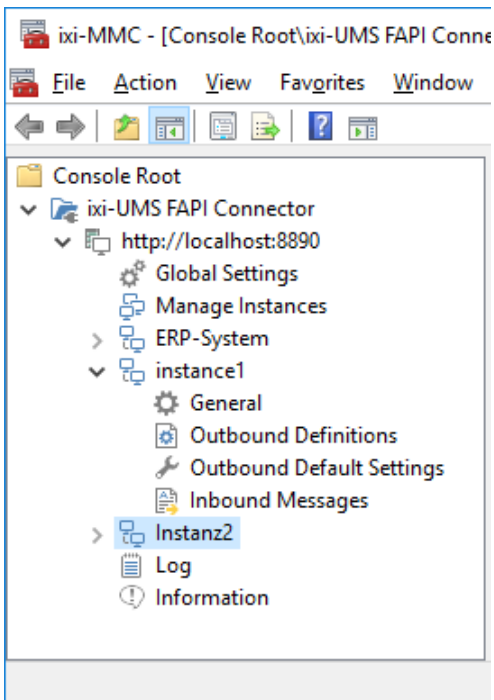 ixi-MMC - [Console Root\ixi-UMS FAPI Conne
File Action View Favorites Window
Console Root
ixi-UMS FAPI Connector
http://localhost:8890
Global Settings
Manage Instances
ERP-System
instance1
General
Outbound Definitions
Outbound Default Settings
Inbound Messages
Instanz2
Log
Information